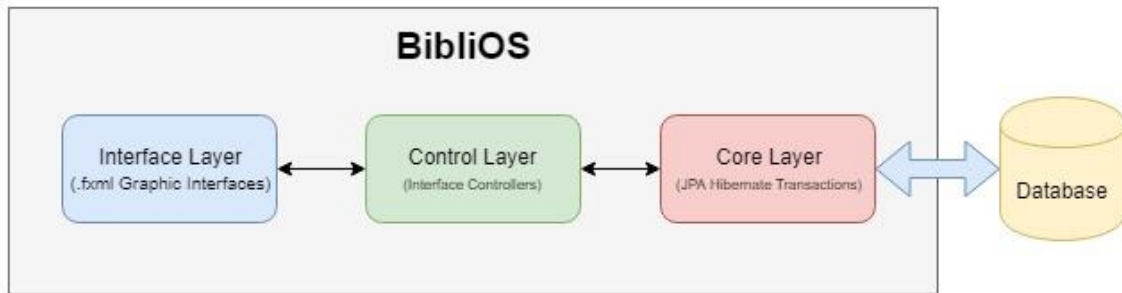 BibliOS
Interface Layer
(.fxml Graphic Interfaces)
Control Layer
(Interface Controllers)
Core Layer
(JPA Hibernate Transactions)
Database